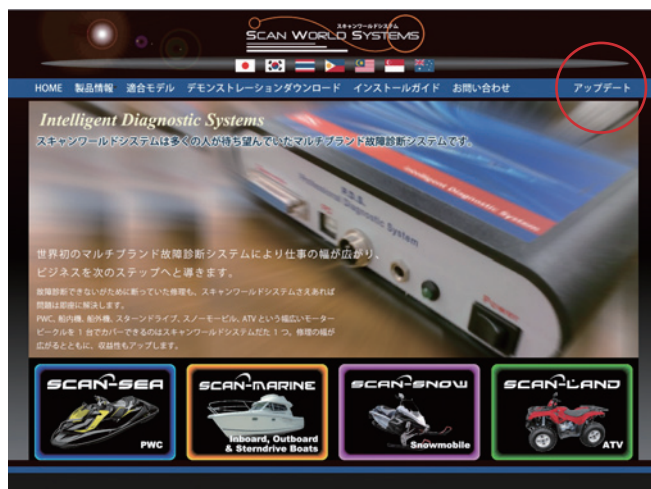 スキャンワールドシステム
SCAN WORLD SYSTEMS
HOME 製品情報 適合モデル デモンストレーションダウンロード インストールガイド お問い合わせ アップデート
Intelligent Diagnostic Systems
スキャンワールドシステムは多くの人が待ち望んでいたマルチブランド故障診断システムです。
Intelligent Diagnostic System
P.D.S.
Professional Diagnostic System
Power
世界初のマルチブランド故障診断システムにより仕事の幅が広がり、
ビジネスを次のステップへと導きます。
故障診断できないがために断っていた修理も、スキャンワールドシステムさえあれば
問題は即座に解決します。
PWC、船内機、船外機、スターンドライブ、スノーモービル、ATV という幅広いモーター
ビークルを 1 台でカバーできるのはスキャンワールドシステムだた 1 つ。修理の幅が
広がるとともに、収益性もアップします。
SCAN-SEA
PWC
SCAN-MARINE
Inboard, Outboard
& Sterndrive Boats
SCAN-SNOW
Snowmobile
SCAN-LAND
ATV